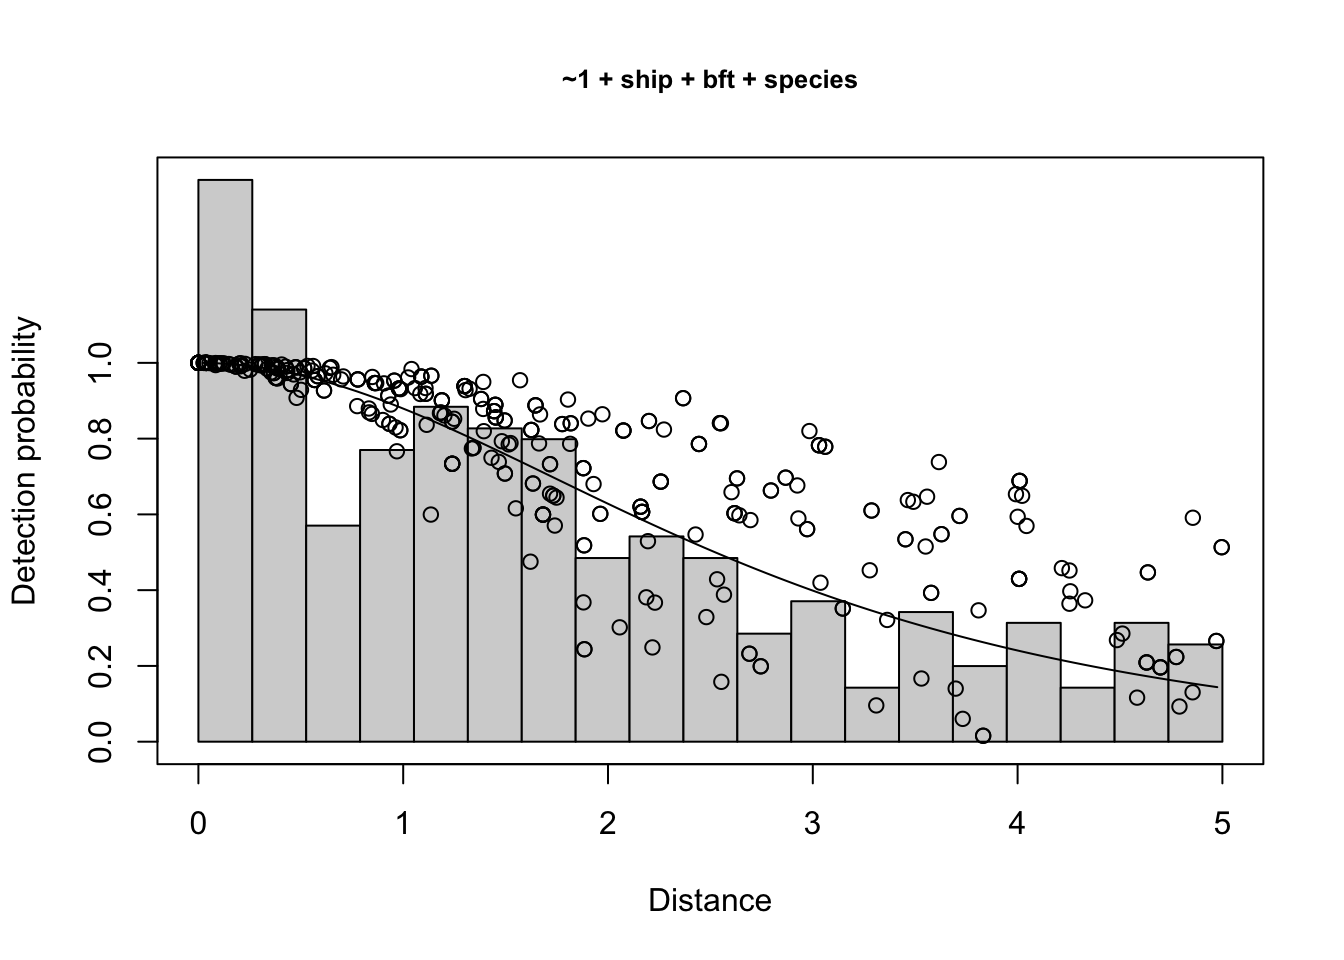 ~1 + ship + bft + species
Detection probability
1.0
0.8
0.6
0.4
0.2
0.0
0 1 2 3 4 5
Distance